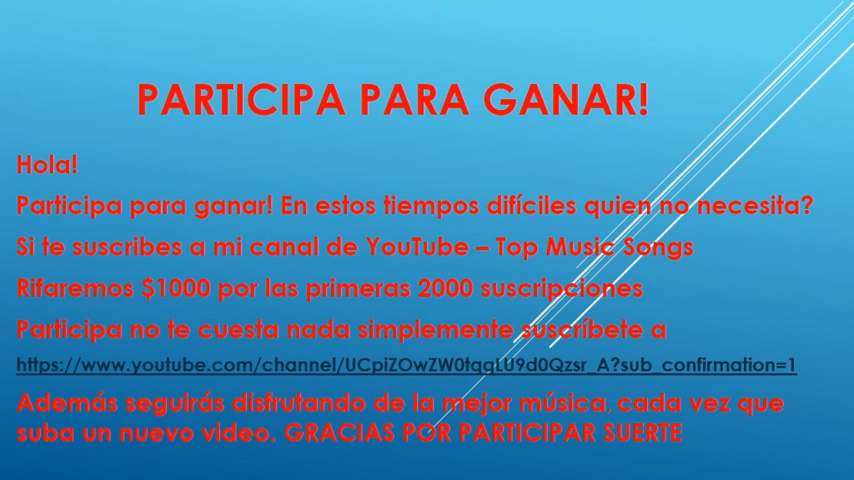 PARTICIPA PARA GANAR!
Hola!
Participa para ganar! En estos tiempos difíciles quien no necesita?
Si te suscribes a mi canal de YouTube – Top Music Songs
Rifaremos $1000 por las primeras 2000 suscripciones
Participa no te cuesta nada simplemente suscríbete a
https://www.youtube.com/channel/UCpiZOwZW0tqqLU9d0Qzsr_A?sub_confirmation=1
Además seguirás disfrutando de la mejor música, cada vez que
suba un nuevo video. GRACIAS POR PARTICIPAR SUERTE